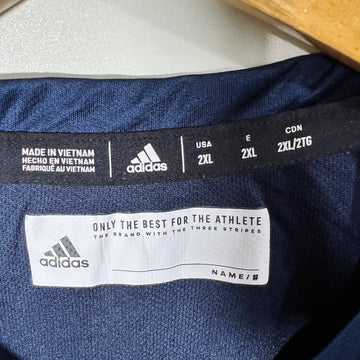 MADE IN VIETNAM
HECHO EN VIETNAM
FABRIQUÉ AU VIETNAM
adidas
USA
2XL
E
2XL
CDN
2XL/2TG
adidas
ONLY THE BEST FOR THE ATHLETE
THE BRAND WITH THE THREE STRIPES
NAME/#